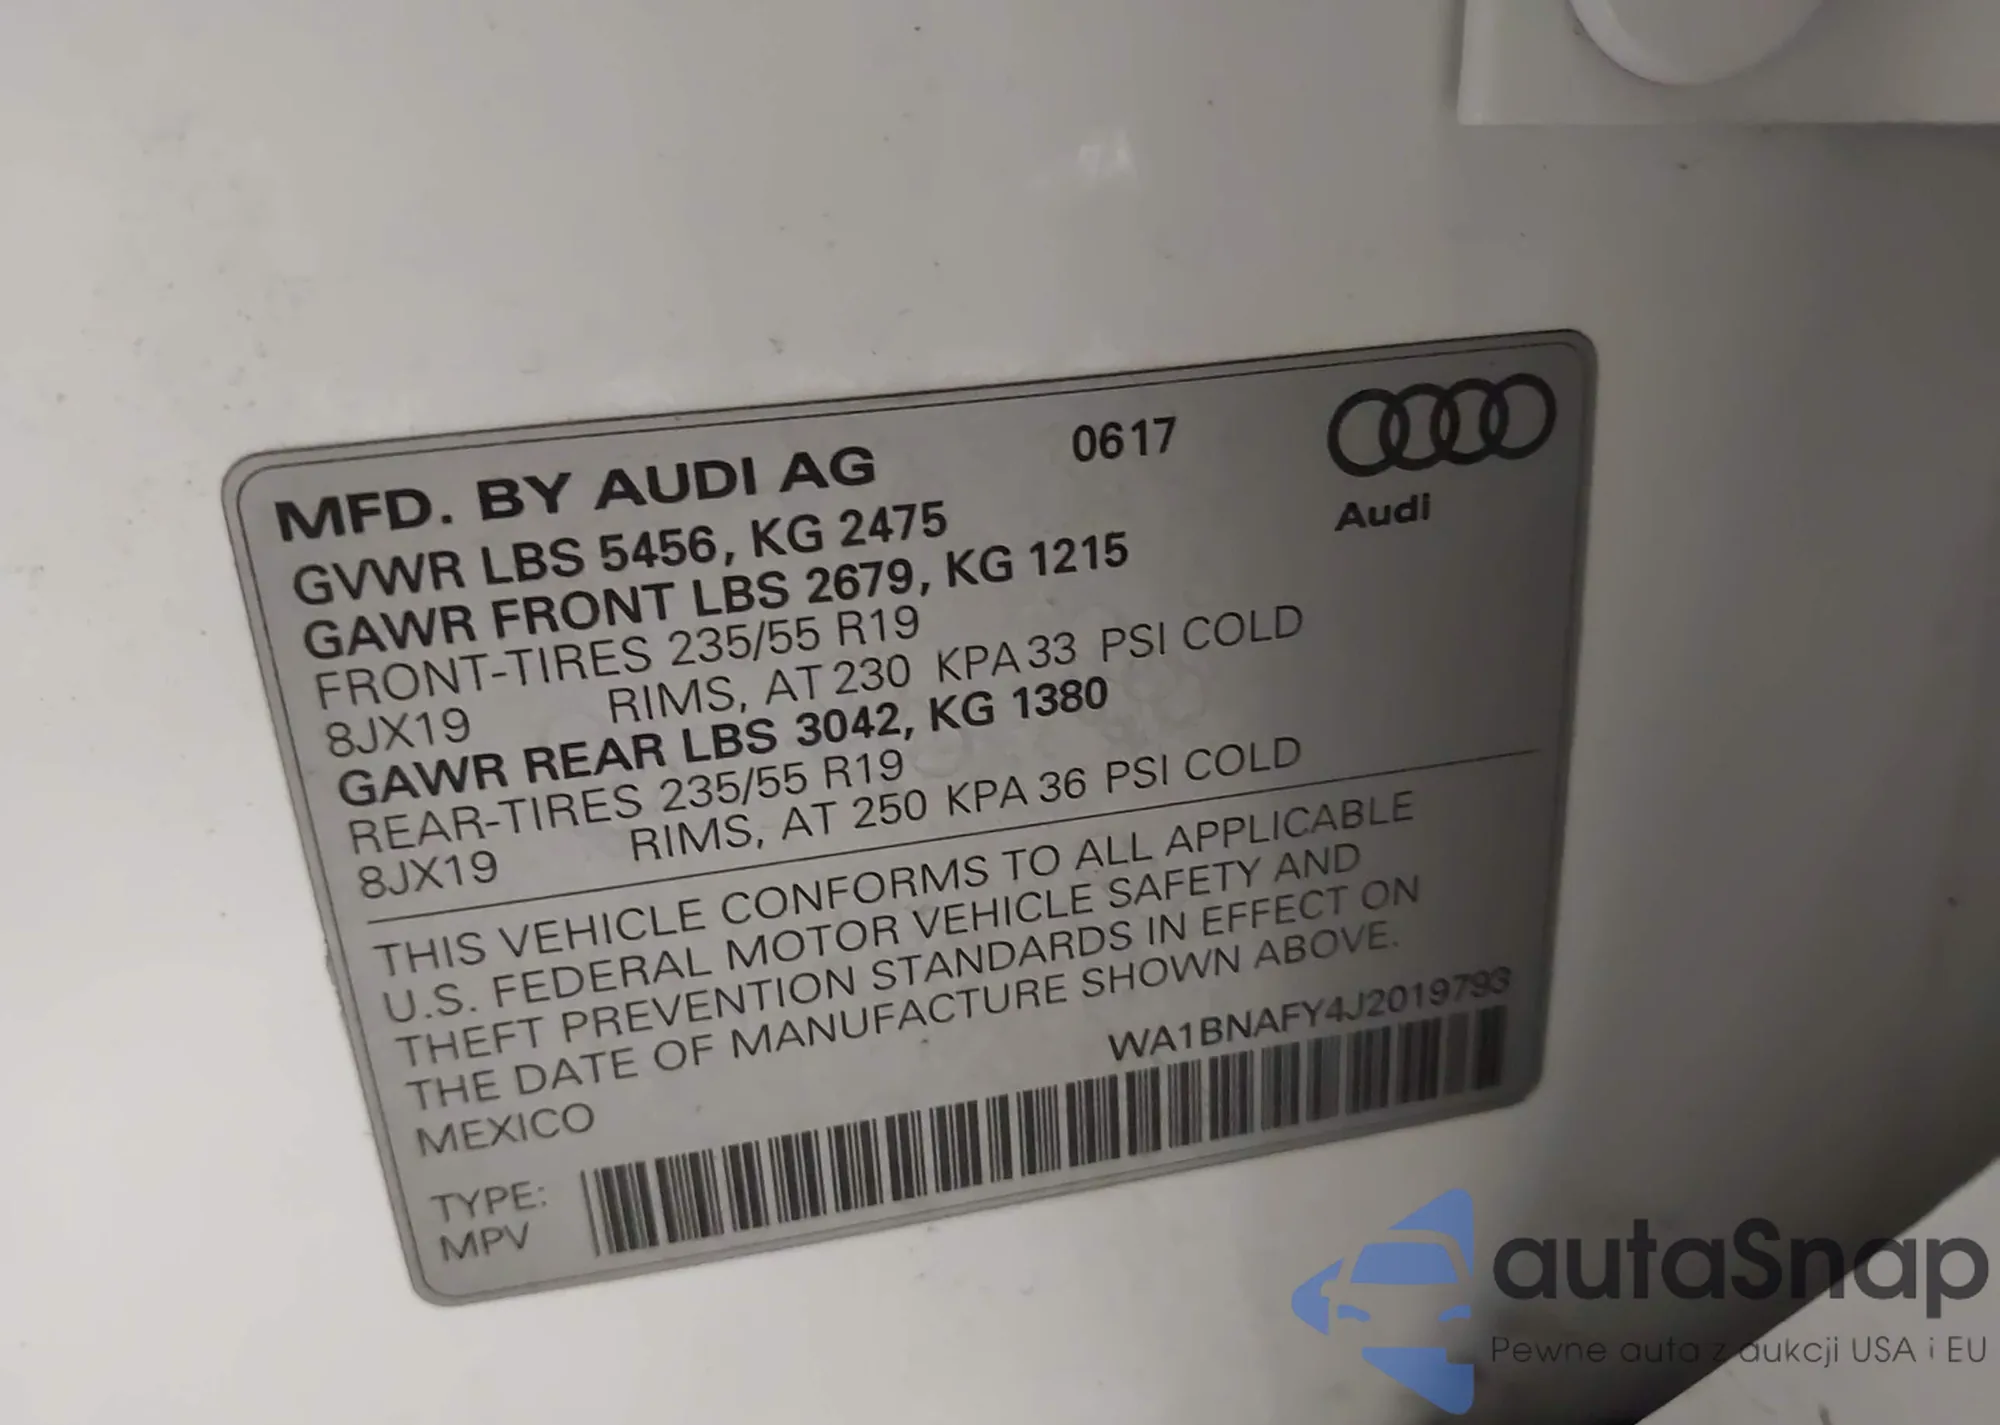 MFD. BY AUDI AG 0617
Audi
GVWR LBS 5456, KG 2475
GAWR FRONT LBS 2679, KG 1215
FRONT-TIRES 235/55 R19
8JX19 RIMS, AT 230 KPA 33 PSI COLD
GAWR REAR LBS 3042, KG 1380
REAR-TIRES 235/55 R19
8JX19 RIMS, AT 250 KPA 36 PSI COLD
THIS VEHICLE CONFORMS TO ALL APPLICABLE
U.S. FEDERAL MOTOR VEHICLE SAFETY AND
THEFT PREVENTION STANDARDS IN EFFECT ON
THE DATE OF MANUFACTURE SHOWN ABOVE.
WA1BNAFY4J2019793
MEXICO
TYPE:
MPV
autaSnap
Pewne auta z aukcji USA i EU